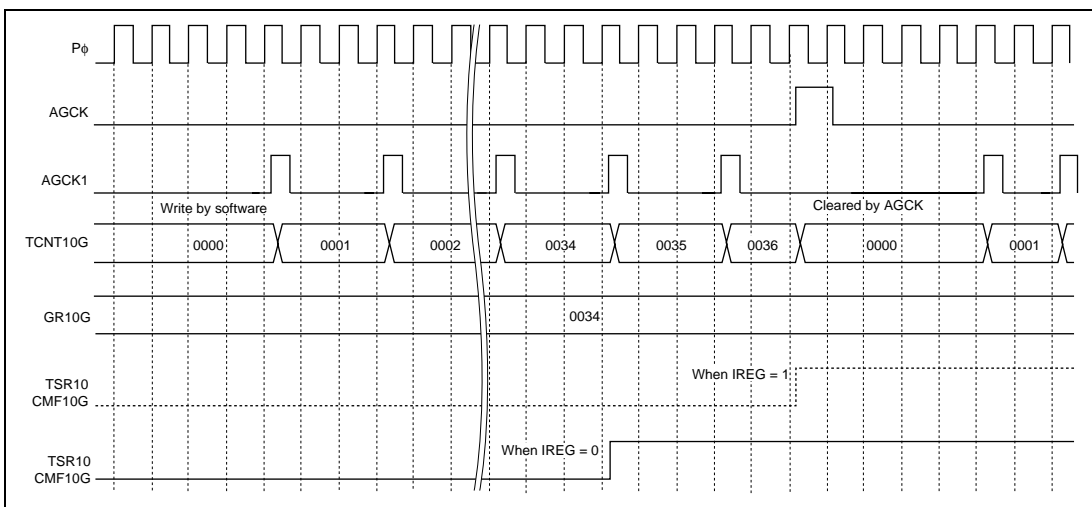 Pϕ
AGCK
AGCK1
Write by software
Cleared by AGCK
TCNT10G
0000
0001
0002
0034
0035
0036
0000
0001
GR10G
0034
TSR10
CMF10G
When IREG = 1
TSR10
CMF10G
When IREG = 0